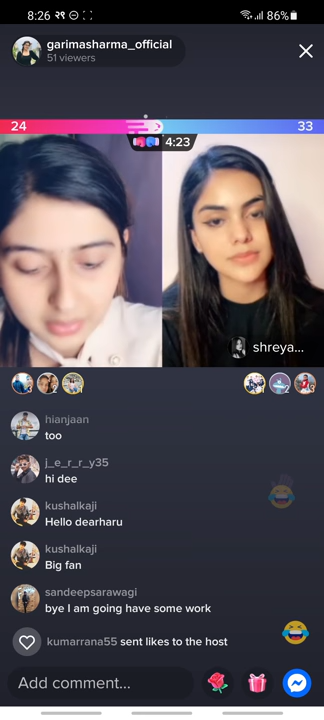 8:26 २९
86%
garimasharma_official
51 viewers
24
33
4:23
shreya...
hianjaan
too
j_e_r_r_y35
hi dee
kushalkaji
Hello dearharu
kushalkaji
Big fan
sandeepsarawagi
bye I am going have some work
kumarrana55 sent likes to the host
Add comment...